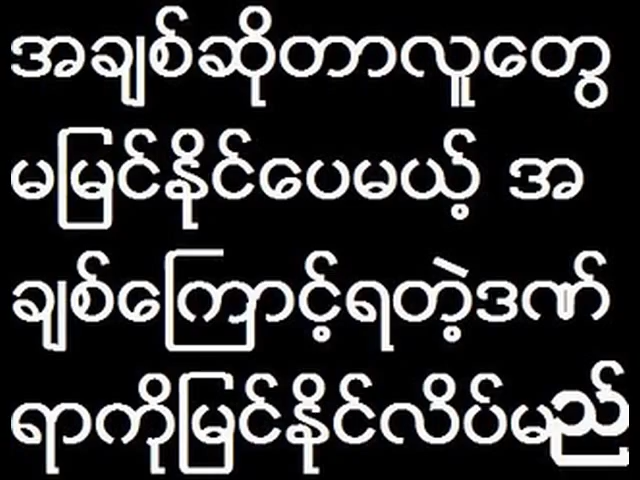 အချစ်ဆိုတာလူတွေ
မမြင်နိုင်ပေမယ့် အ
ချစ်ကြောင့်ရတဲ့ဒဏ်
ရာကိုမြင်နိုင်လိပ်မည်